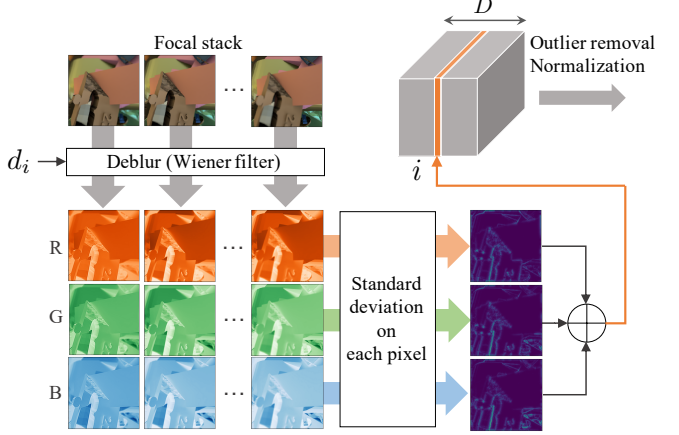 D
Focal stack
Outlier removal
Normalization
...
d_i
Deblur (Wiener filter)
i
R
...
G
...
B
...
Standard
deviation
on
each pixel